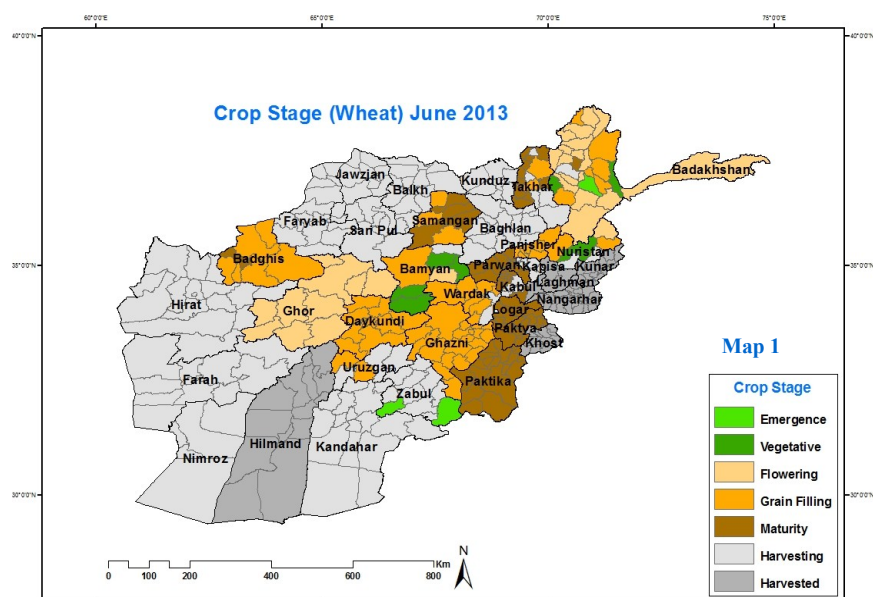 60°0'0"E 65°0'0"E 70°0'0"E 75°0'0"E
40°0'0"N 40°0'0"N
Crop Stage (Wheat) June 2013
Badakhshan
Jawzjan Kunduz Takhar
Balkh
Faryab Samangan
Sari Pul Baghlan
Panjsher Nuristan
35°0'0"N Badghis Bamyan Parwan Kapisa Kunar 35°0'0"N
Laghman
Hirat Wardak Kabul Nangarhar
Ghor Logar
Daykundi Paktya
Ghazni Khost
Map 1
Uruzgan
Farah Zabul Paktika
Hilmand Kandahar
Nimroz
30°0'0"N 30°0'0"N
Crop Stage
Emergence
Vegetative
Flowering
Grain Filling
Maturity
Harvesting
Harvested
N
Km
0 50 100 200 400 600 800